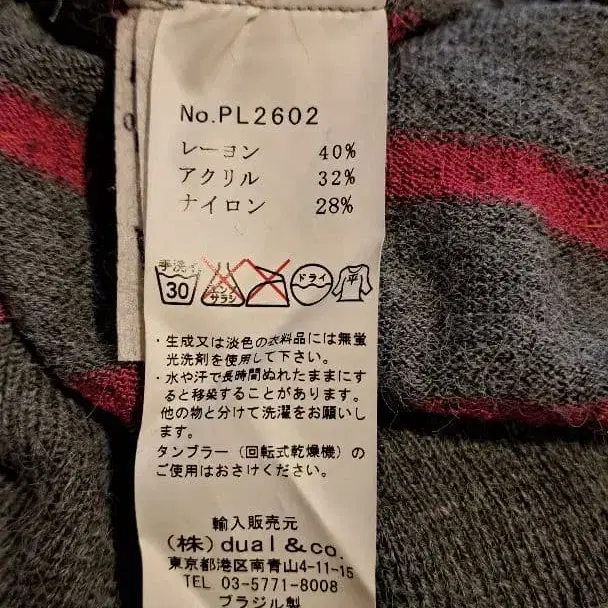 No.PL2602
レーヨン 40%
アクリル 32%
ナイロン 28%
手洗イ 30 エンソサラシ ドライ 平
・生成又は淡色の衣料品には無蛍
光洗剤を使用して下さい。
・水や汗で長時間ぬれたままにす
ると移染することがあります。
他の物と分けて洗濯をお願いし
ます。
タンブラー（回転式乾燥機）の
ご使用はおさけください。
輸入販売元
（株）dual &co.
東京都港区南青山4-11-15
TEL 03-5771-8008
ブラジル製